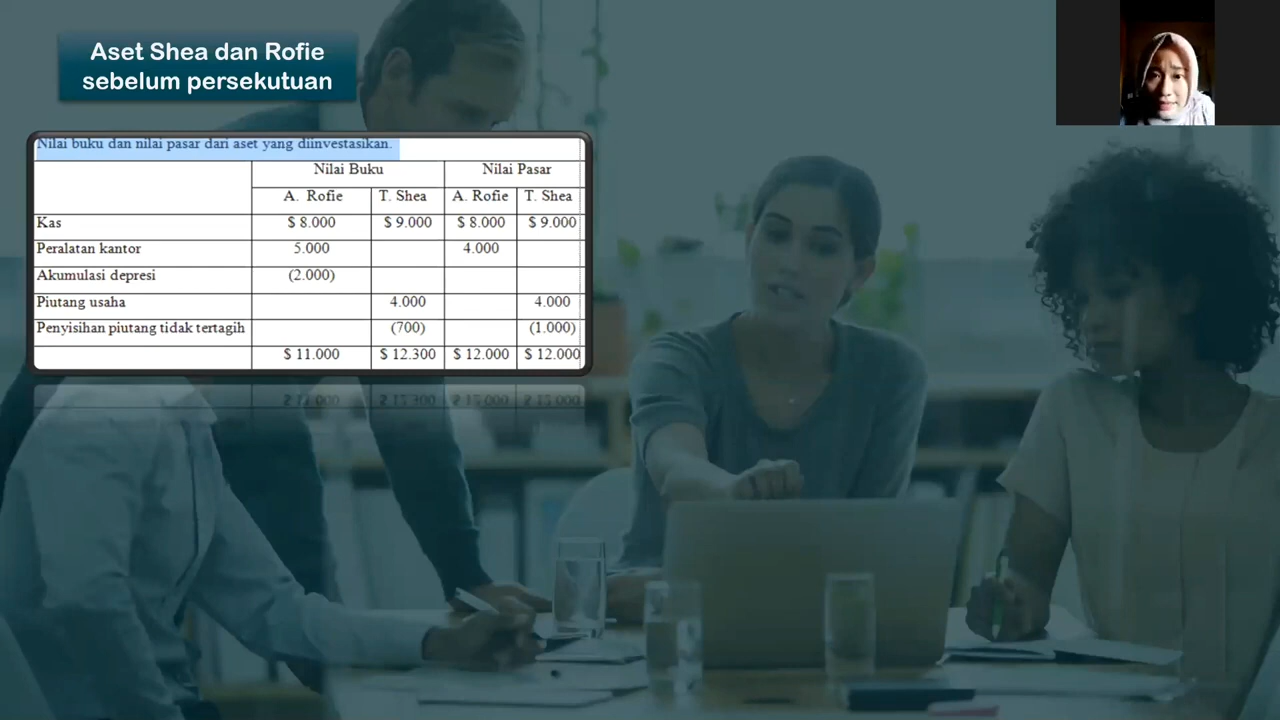 Aset Shea dan Rofie
sebelum persekutuan
Nilai buku dan nilai pasar dari aset yang diinvestasikan.
Nilai Buku Nilai Pasar
A. Rofie T. Shea A. Rofie T. Shea
Kas $ 8.000 $ 9.000 $ 8.000 $ 9.000
Peralatan kantor 5.000 4.000
Akumulasi depresi (2.000)
Piutang usaha 4.000 4.000
Penyisihan piutang tidak tertagih (700) (1.000)
$ 11.000 $ 12.300 $ 12.000 $ 12.000